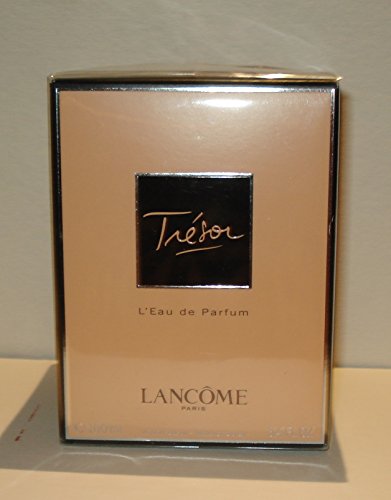 Trésor
L'Eau de Parfum
LANCÔME
PARIS